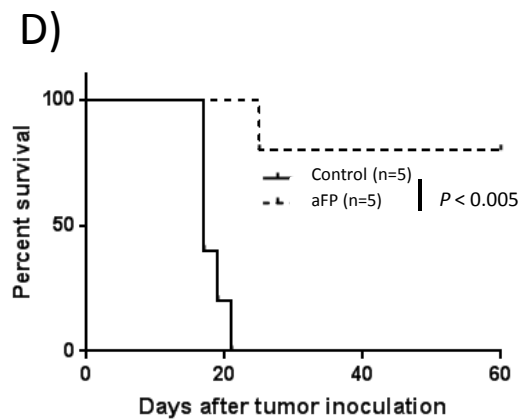 D)
Percent survival
100
50
0
Control (n=5)
aFP (n=5)
P < 0.005
0 20 40 60
Days after tumor inoculation